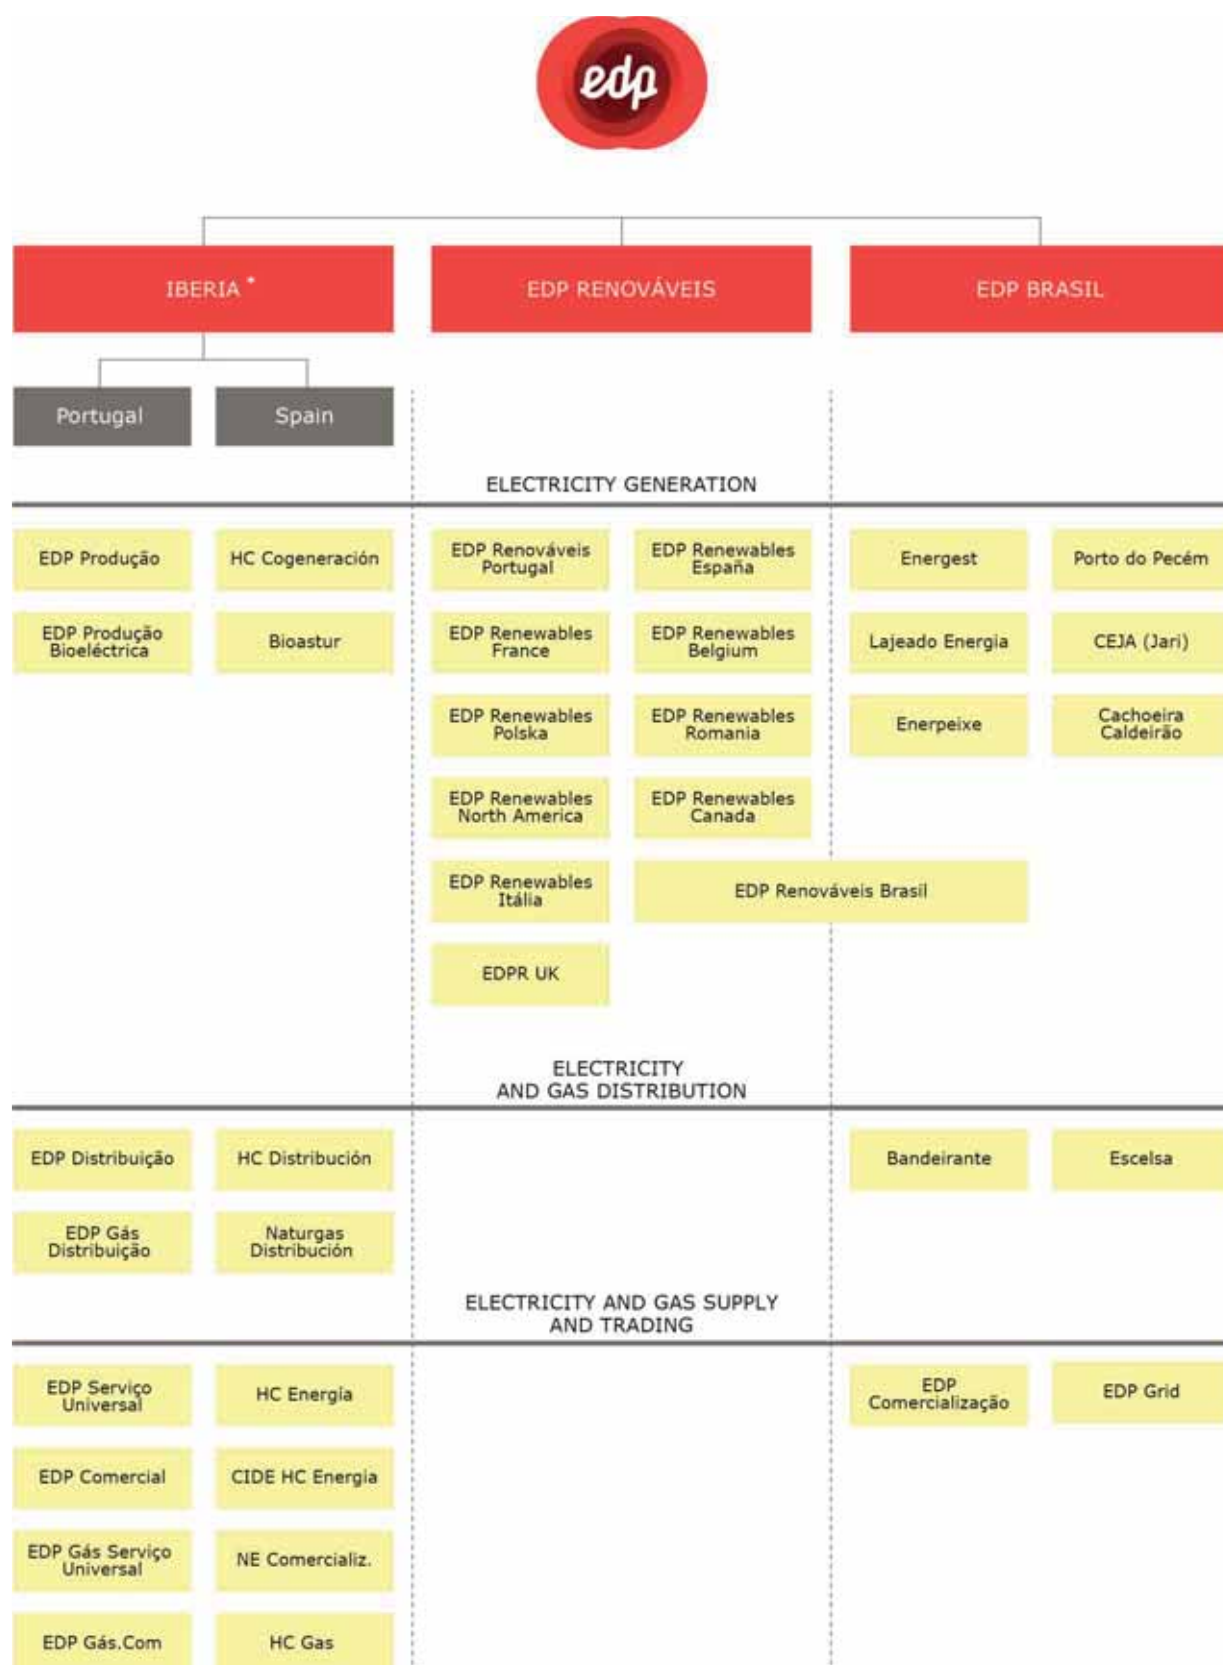 edp
IBERIA *
EDP RENOVÁVEIS
EDP BRASIL
Portugal
Spain
ELECTRICITY GENERATION
EDP Produção
HC Cogeneración
EDP Renováveis
Portugal
EDP Renewables
España
Energest
Porto do Pecém
EDP Produção
Bioeléctrica
Bioastur
EDP Renewables
France
EDP Renewables
Belgium
Lajeado Energia
CEJA (Jari)
EDP Renewables
Polska
EDP Renewables
Romania
Enerpeixe
Cachoeira
Caldeirão
EDP Renewables
North America
EDP Renewables
Canada
EDP Renewables
Itália
EDP Renováveis Brasil
EDPR UK
ELECTRICITY
AND GAS DISTRIBUTION
EDP Distribuição
HC Distribución
Bandeirante
Escelsa
EDP Gás
Distribuição
Naturgas
Distribución
ELECTRICITY AND GAS SUPPLY
AND TRADING
EDP Serviço
Universal
HC Energía
EDP
Comercialização
EDP Grid
EDP Comercial
CIDE HC Energia
EDP Gás Serviço
Universal
NE Comercializ.
EDP Gás.Com
HC Gas